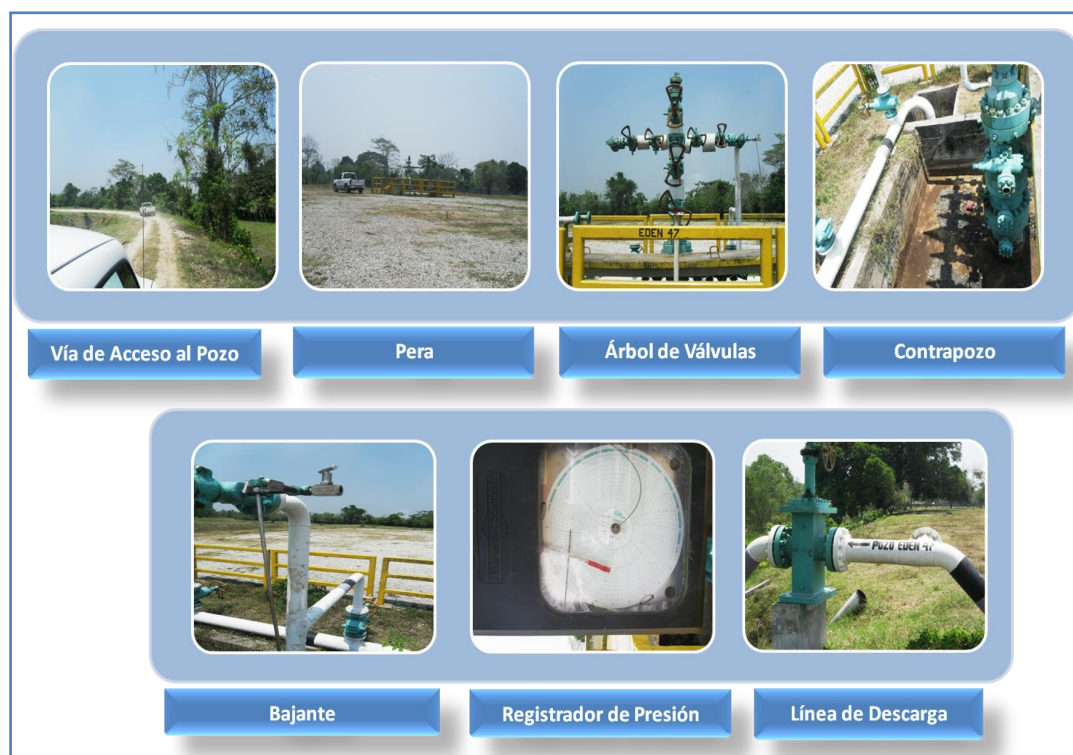 EDEN 47
Vía de Acceso al Pozo
Pera
Árbol de Válvulas
Contrapozo
POZO EDEN 47
Bajante
Registrador de Presión
Línea de Descarga